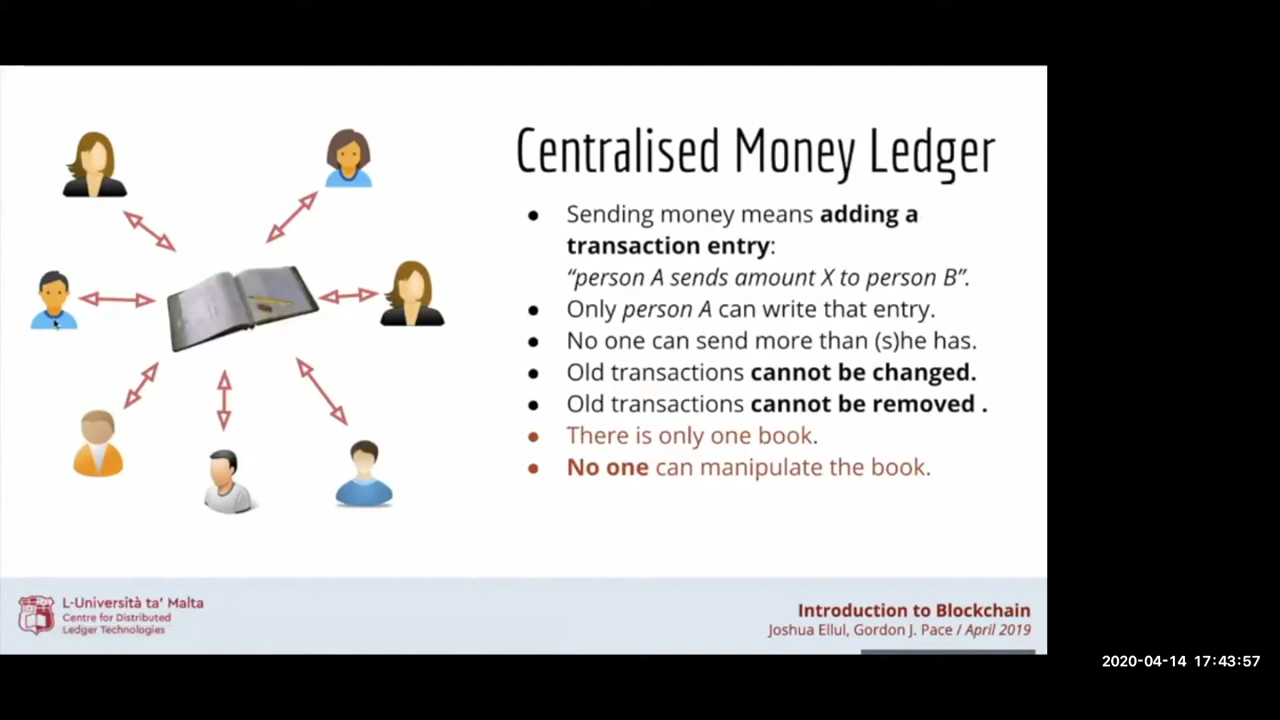 Centralised Money Ledger
● Sending money means adding a
transaction entry:
“person A sends amount X to person B”.
● Only person A can write that entry.
● No one can send more than (s)he has.
● Old transactions cannot be changed.
● Old transactions cannot be removed .
● There is only one book.
● No one can manipulate the book.
L-Università ta' Malta
Centre for Distributed
Ledger Technologies
Introduction to Blockchain
Joshua Ellul, Gordon J. Pace / April 2019
2020-04-14 17:43:57